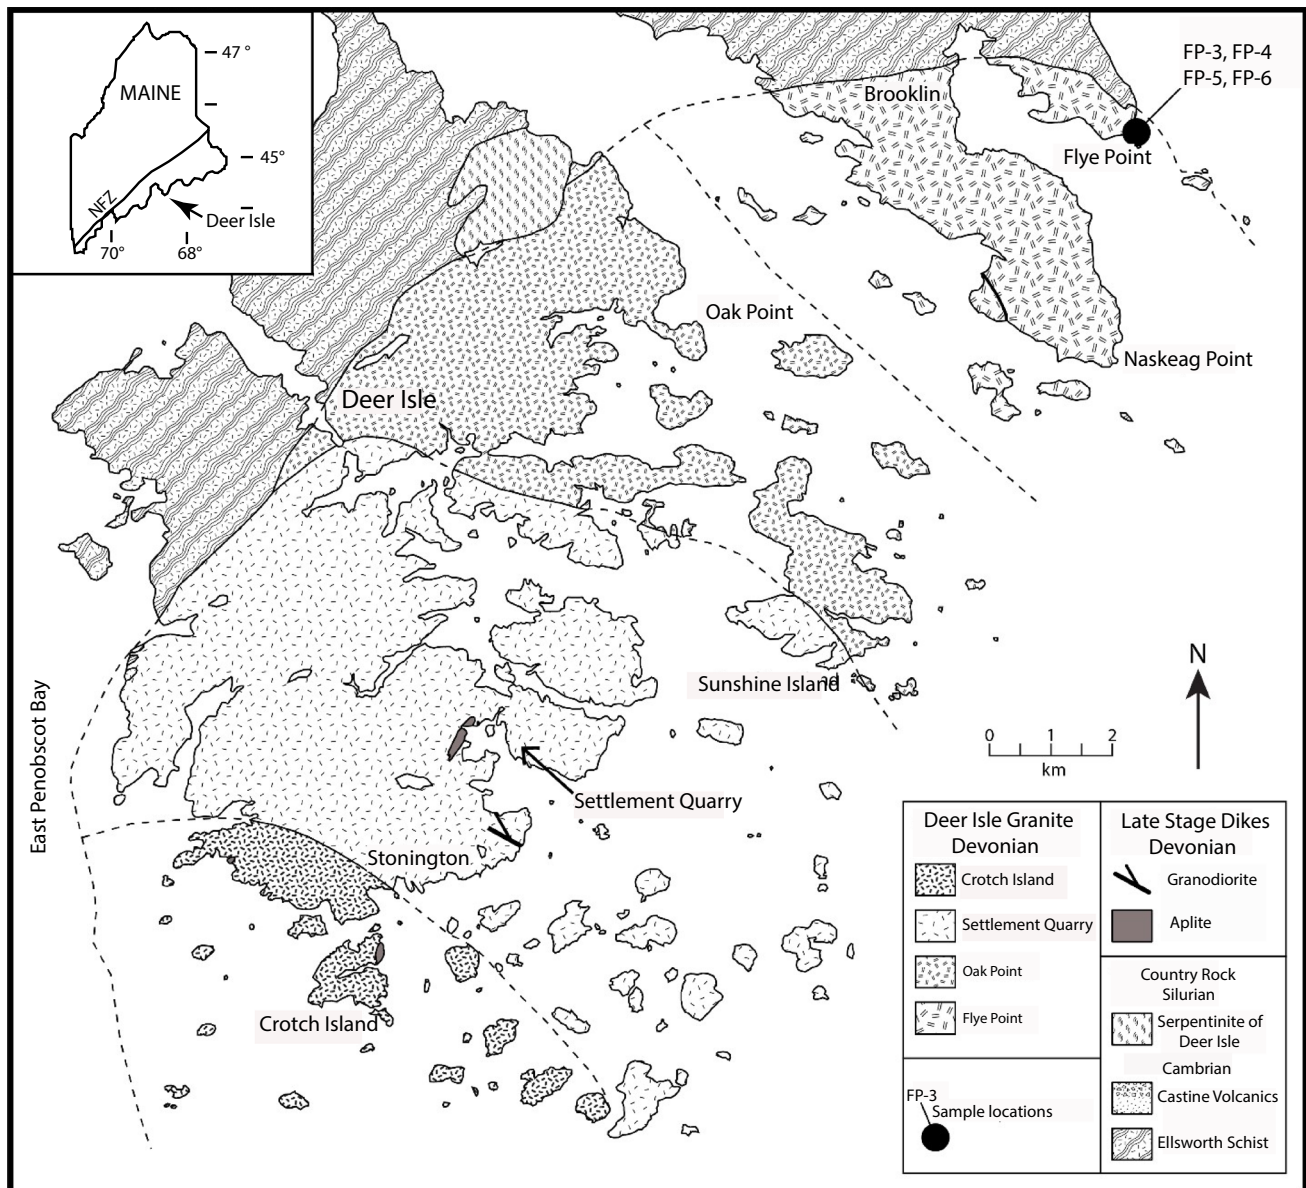 MAINE
47 °
45°
NFZ
Deer Isle
70°
68°
FP-3, FP-4
FP-5, FP-6
Brooklin
Flye Point
Oak Point
Naskeag Point
Deer Isle
Sunshine Island
East Penobscot Bay
Settlement Quarry
Stonington
Crotch Island
N
0
1
2
km
Deer Isle Granite
Devonian
Crotch Island
Settlement Quarry
Oak Point
Flye Point
FP-3
Sample locations
Late Stage Dikes
Devonian
Granodiorite
Aplite
Country Rock
Silurian
Serpentinite of
Deer Isle
Cambrian
Castine Volcanics
Ellsworth Schist